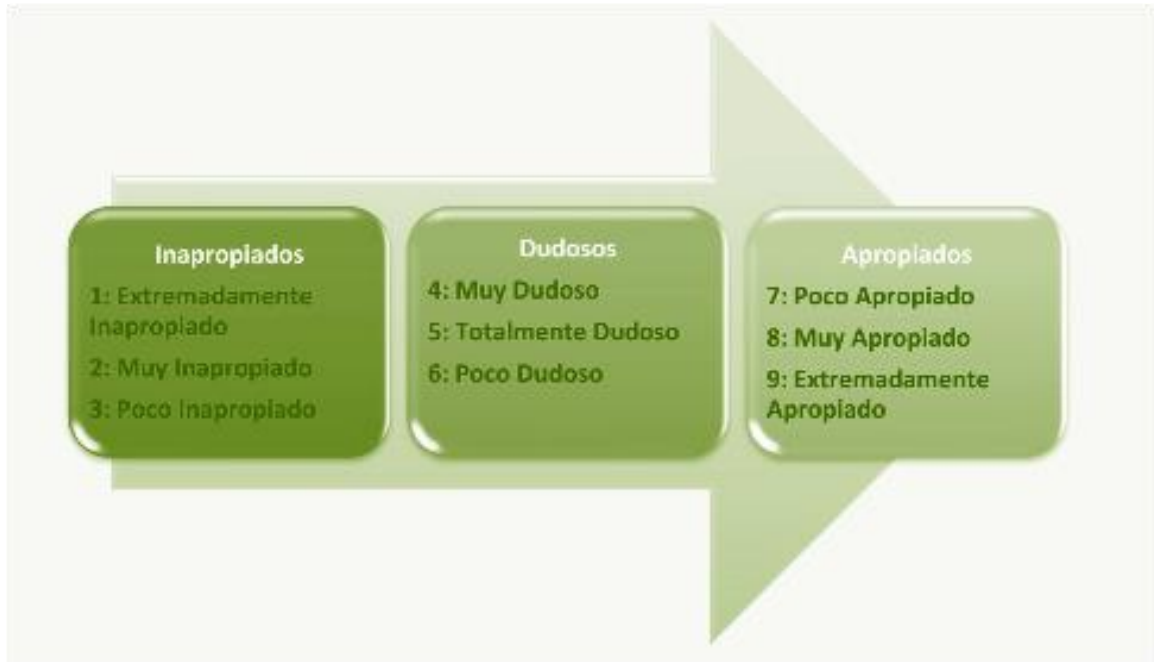 Inapropiados
1: Extremadamente
Inapropiado
2: Muy Inapropiado
3: Poco Inapropiado
Dudosos
4: Muy Dudoso
5: Totalmente Dudoso
6: Poco Dudoso
Apropiados
7: Poco Apropiado
8: Muy Apropiado
9: Extremadamente
Apropiado